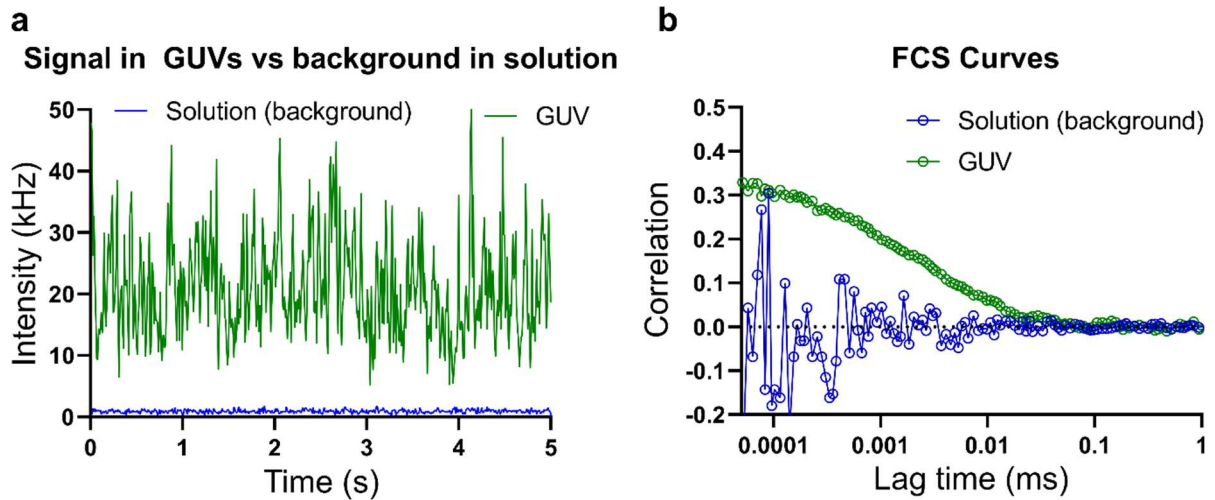 a
Signal in GUVs vs background in solution
Solution (background)
GUV
Intensity (kHz)
50
40
30
20
10
0
0 1 2 3 4 5
Time (s)
b
FCS Curves
Solution (background)
GUV
Correlation
0.5
0.4
0.3
0.2
0.1
0.0
-0.1
-0.2
0.0001 0.001 0.01 0.1 1
Lag time (ms)